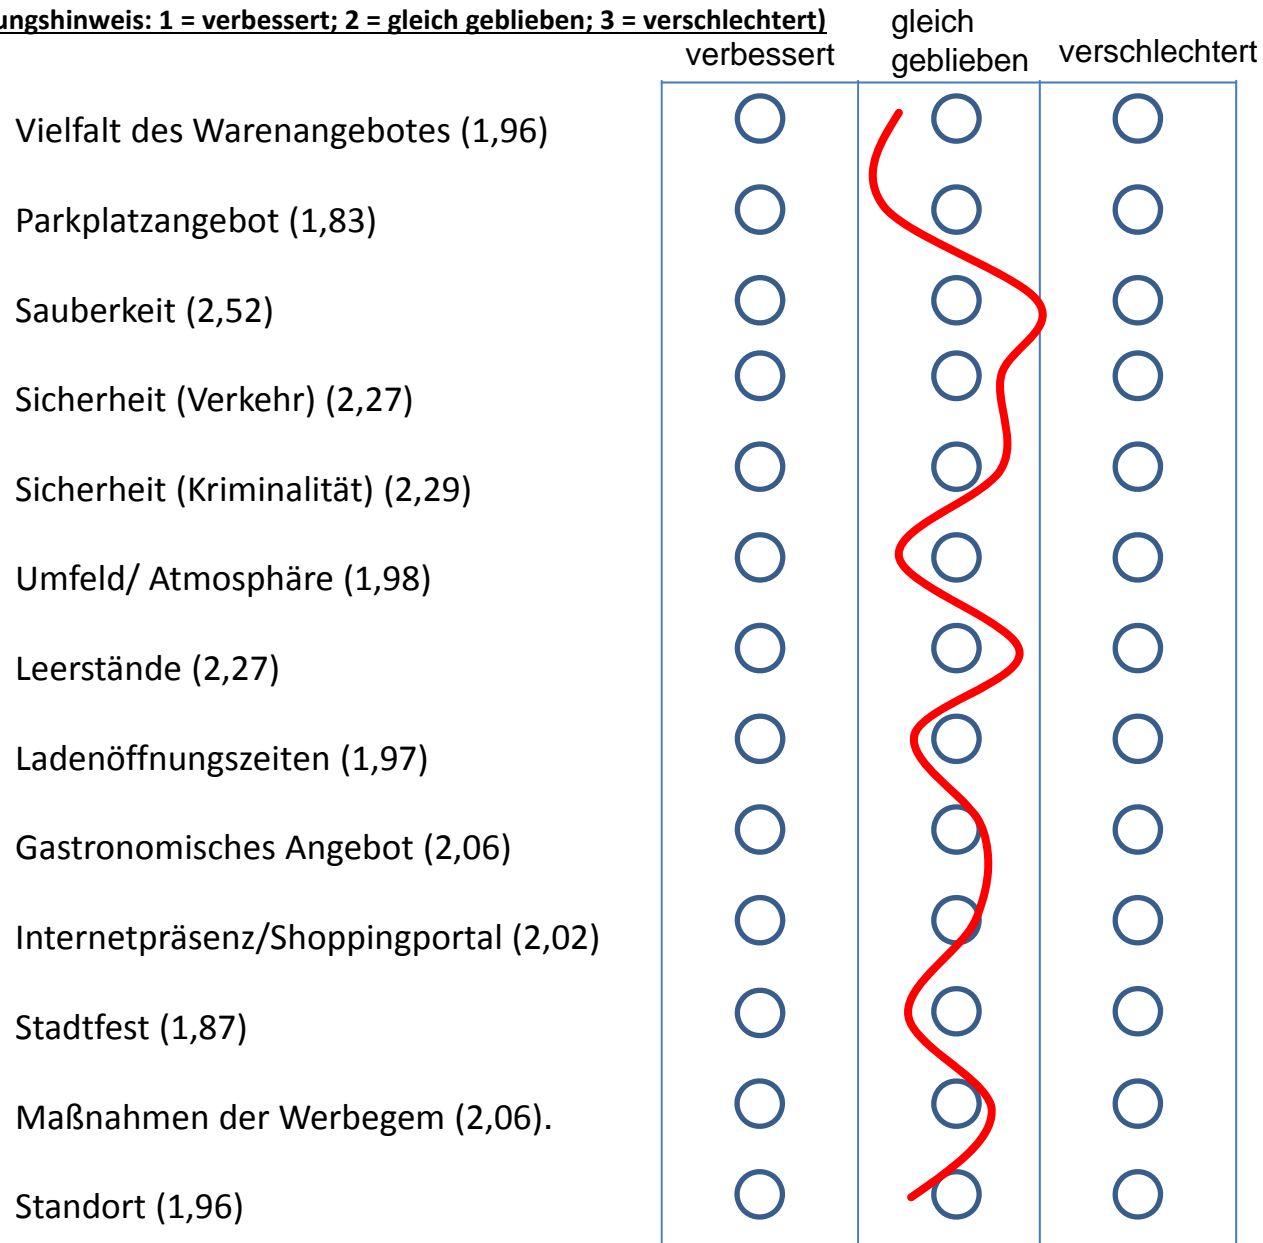 ungshinweis: 1 = verbessert; 2 = gleich geblieben; 3 = verschlechtert)
verbessert
gleich
geblieben
verschlechtert
Vielfalt des Warenangebotes (1,96)
Parkplatzangebot (1,83)
Sauberkeit (2,52)
Sicherheit (Verkehr) (2,27)
Sicherheit (Kriminalität) (2,29)
Umfeld/ Atmosphäre (1,98)
Leerstände (2,27)
Ladenöffnungszeiten (1,97)
Gastronomisches Angebot (2,06)
Internetpräsenz/Shoppingportal (2,02)
Stadtfest (1,87)
Maßnahmen der Werbegem (2,06).
Standort (1,96)